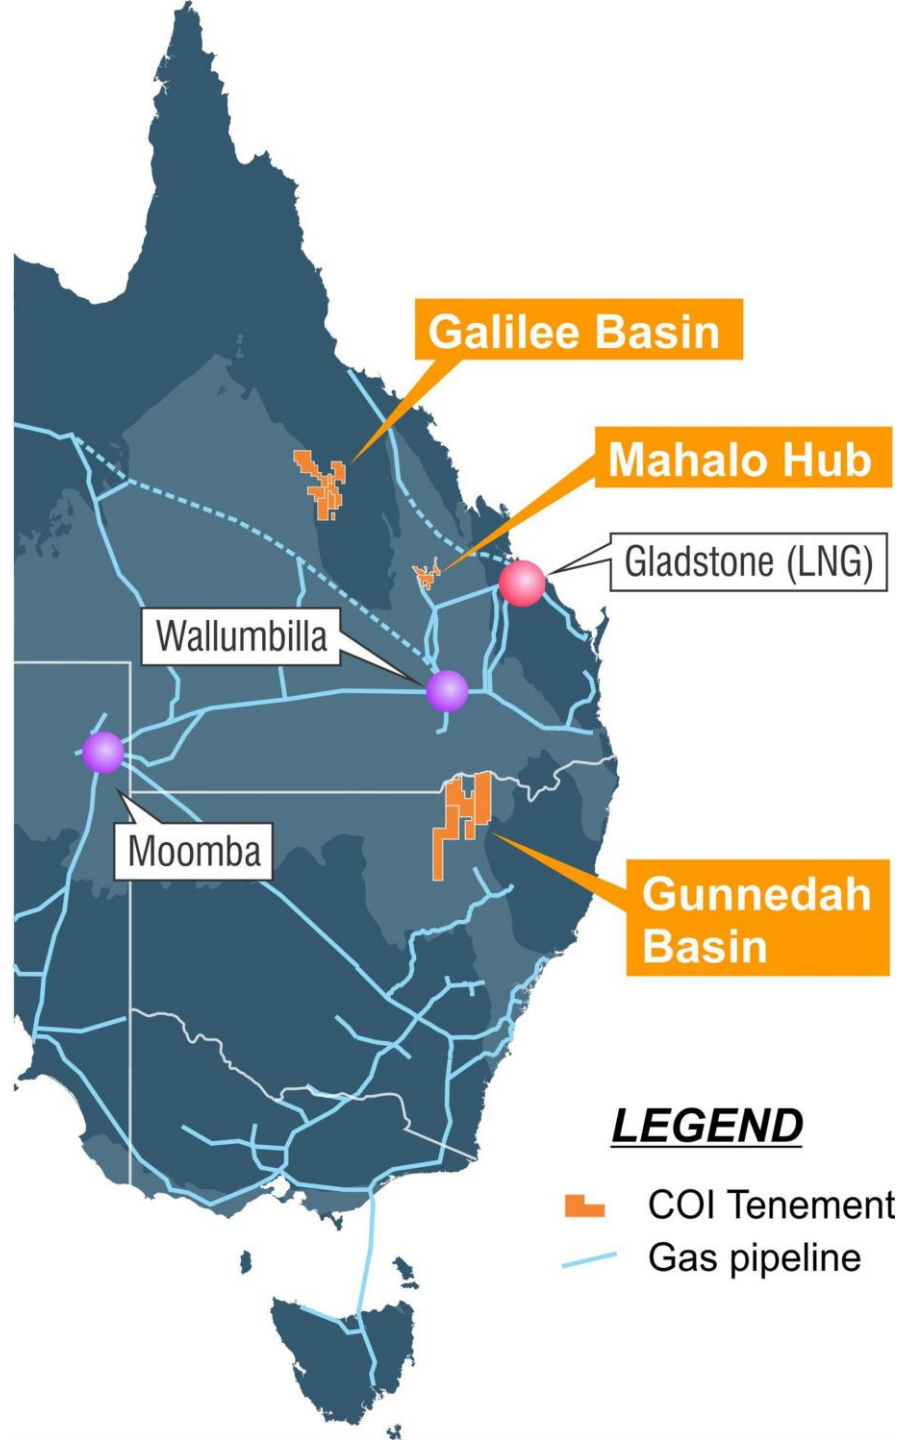 Galilee Basin
Mahalo Hub
Gladstone (LNG)
Wallumbilla
Moomba
Gunnedah
Basin
LEGEND
COI Tenement
Gas pipeline